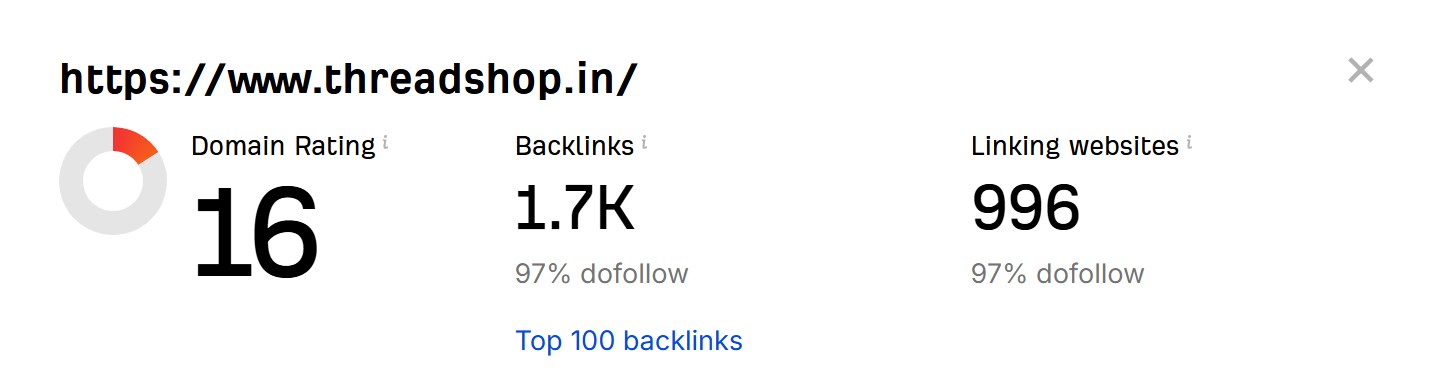 https://www.threadshop.in/
Domain Rating i
Backlinks i
Linking websites i
16
1.7K
996
97% dofollow
97% dofollow
Top 100 backlinks